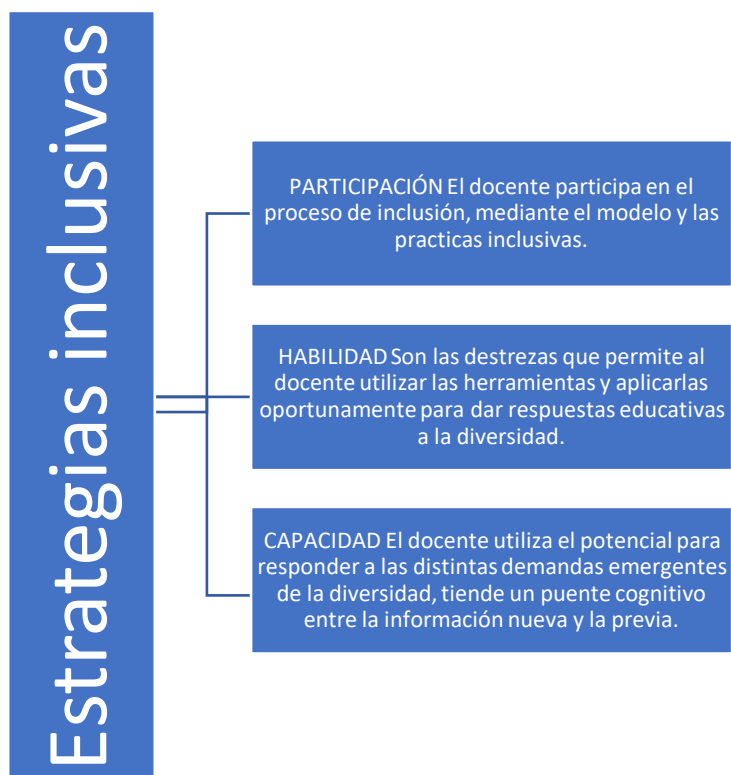 Estrategias inclusivas
PARTICIPACIÓN El docente participa en el
proceso de inclusión, mediante el modelo y las
practicas inclusivas.
HABILIDAD Son las destrezas que permite al
docente utilizar las herramientas y aplicarlas
oportunamente para dar respuestas educativas
a la diversidad.
CAPACIDAD El docente utiliza el potencial para
responder a las distintas demandas emergentes
de la diversidad, tiende un puente cognitivo
entre la información nueva y la previa.